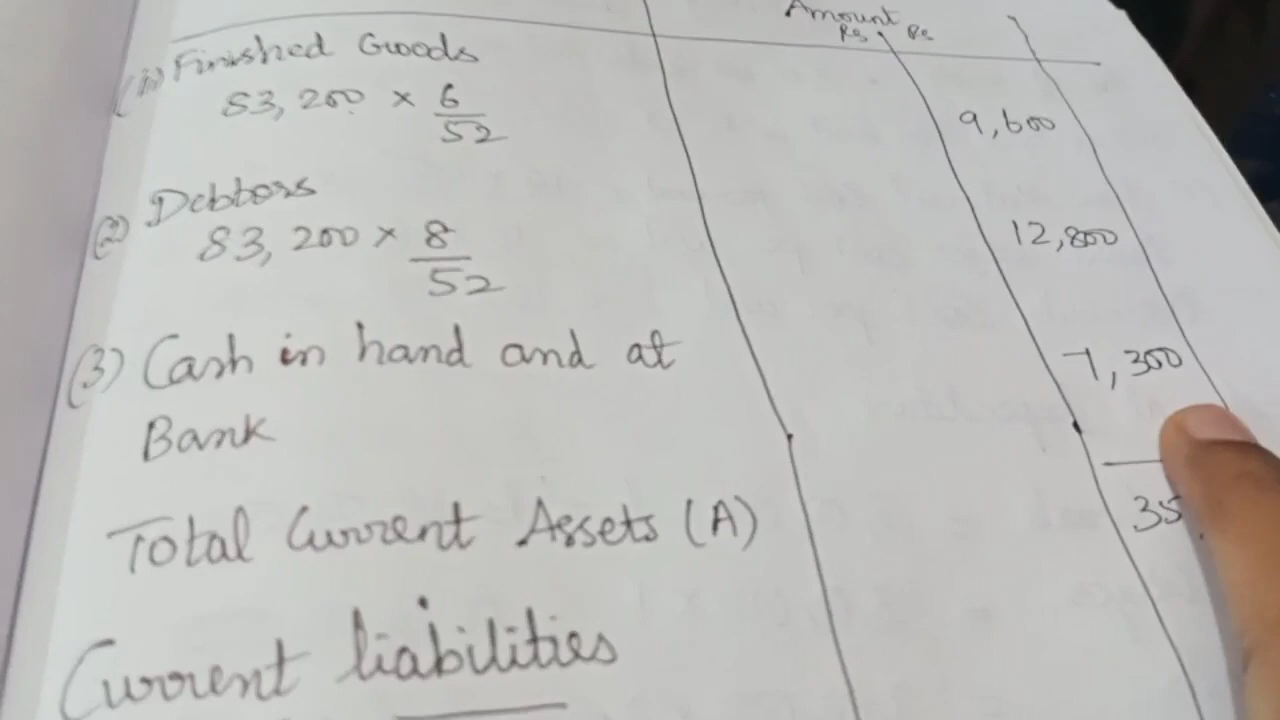 Amount
Rs Rs
(ii) Finished Goods
83,200 × 6/52 9,600
(2) Debtors
83, 200 × 8/52 12,800
(3) Cash in hand and at 7,300
Bank
Total Current Assets (A) 35
Current liabilities